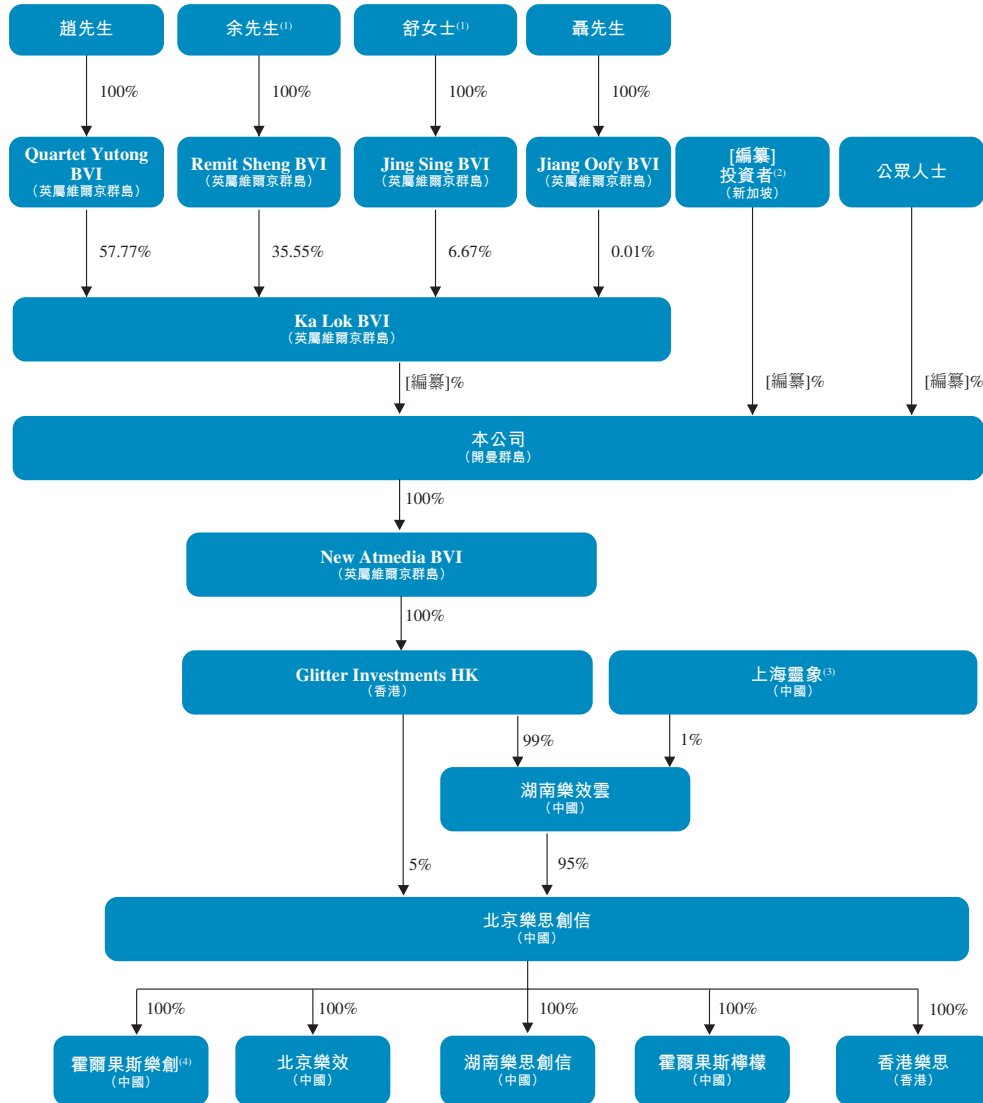 趙先生
余先生(1)
舒女士(1)
聶先生
100%
100%
100%
100%
Quartet Yutong
BVI
(英屬維爾京群島)
Remit Sheng BVI
(英屬維爾京群島)
Jing Sing BVI
(英屬維爾京群島)
Jiang Oofy BVI
(英屬維爾京群島)
[編纂]
投資者(2)
(新加坡)
公眾人士
57.77%
35.55%
6.67%
0.01%
Ka Lok BVI
(英屬維爾京群島)
[編纂]%
[編纂]%
[編纂]%
本公司
(開曼群島)
100%
New Atmedia BVI
(英屬維爾京群島)
100%
Glitter Investments HK
(香港)
上海靈象(3)
(中國)
99%
1%
湖南樂效雲
(中國)
5%
95%
北京樂思創信
(中國)
100%
100%
100%
100%
100%
霍爾果斯樂創(4)
(中國)
北京樂效
(中國)
湖南樂思創信
(中國)
霍爾果斯檸檬
(中國)
香港樂思
(香港)